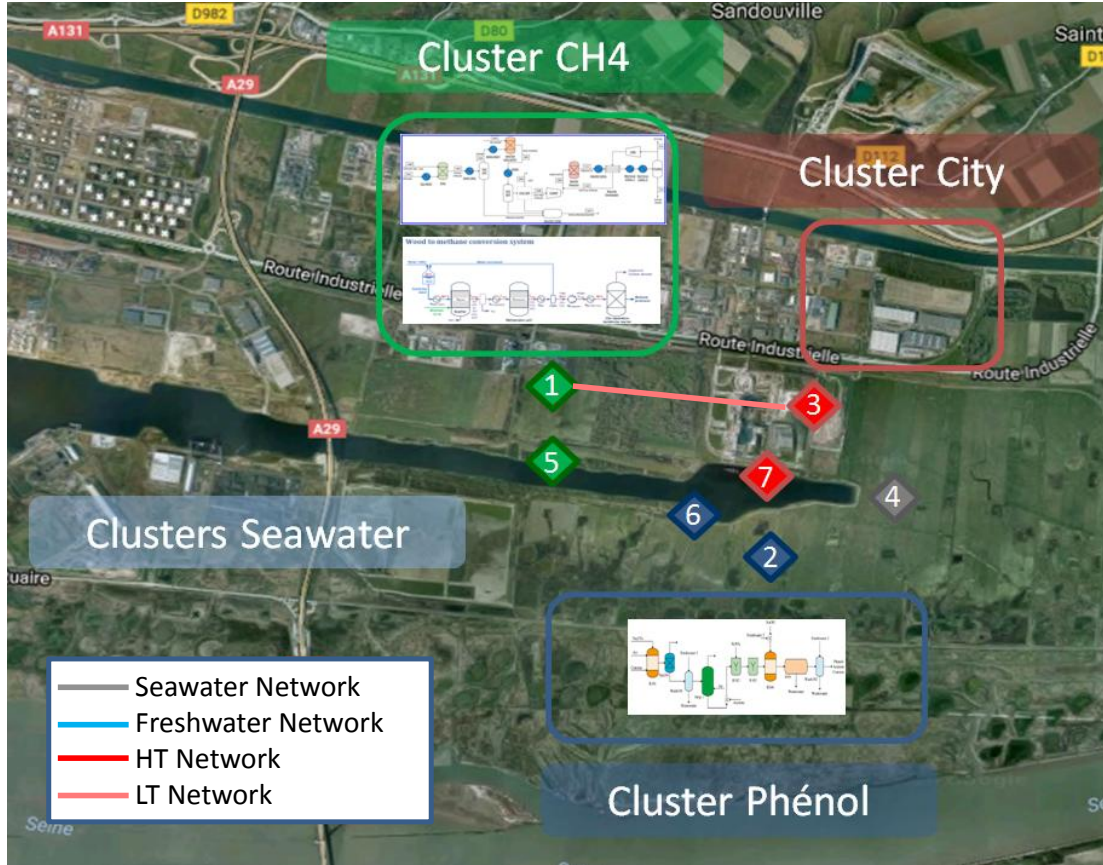 D982
Sandouville
A131
D80
Saint
D1
Cluster CH4
A131
A29
D112
Cluster City
Wood to methane conversion system
Route Industrielle
Route Industrielle
Route Industrielle
1
3
A29
5
7
4
6
Clusters Seawater
2
uaire
Seawater Network
Freshwater Network
HT Network
LT Network
Cluster Phénol
Seine
Se